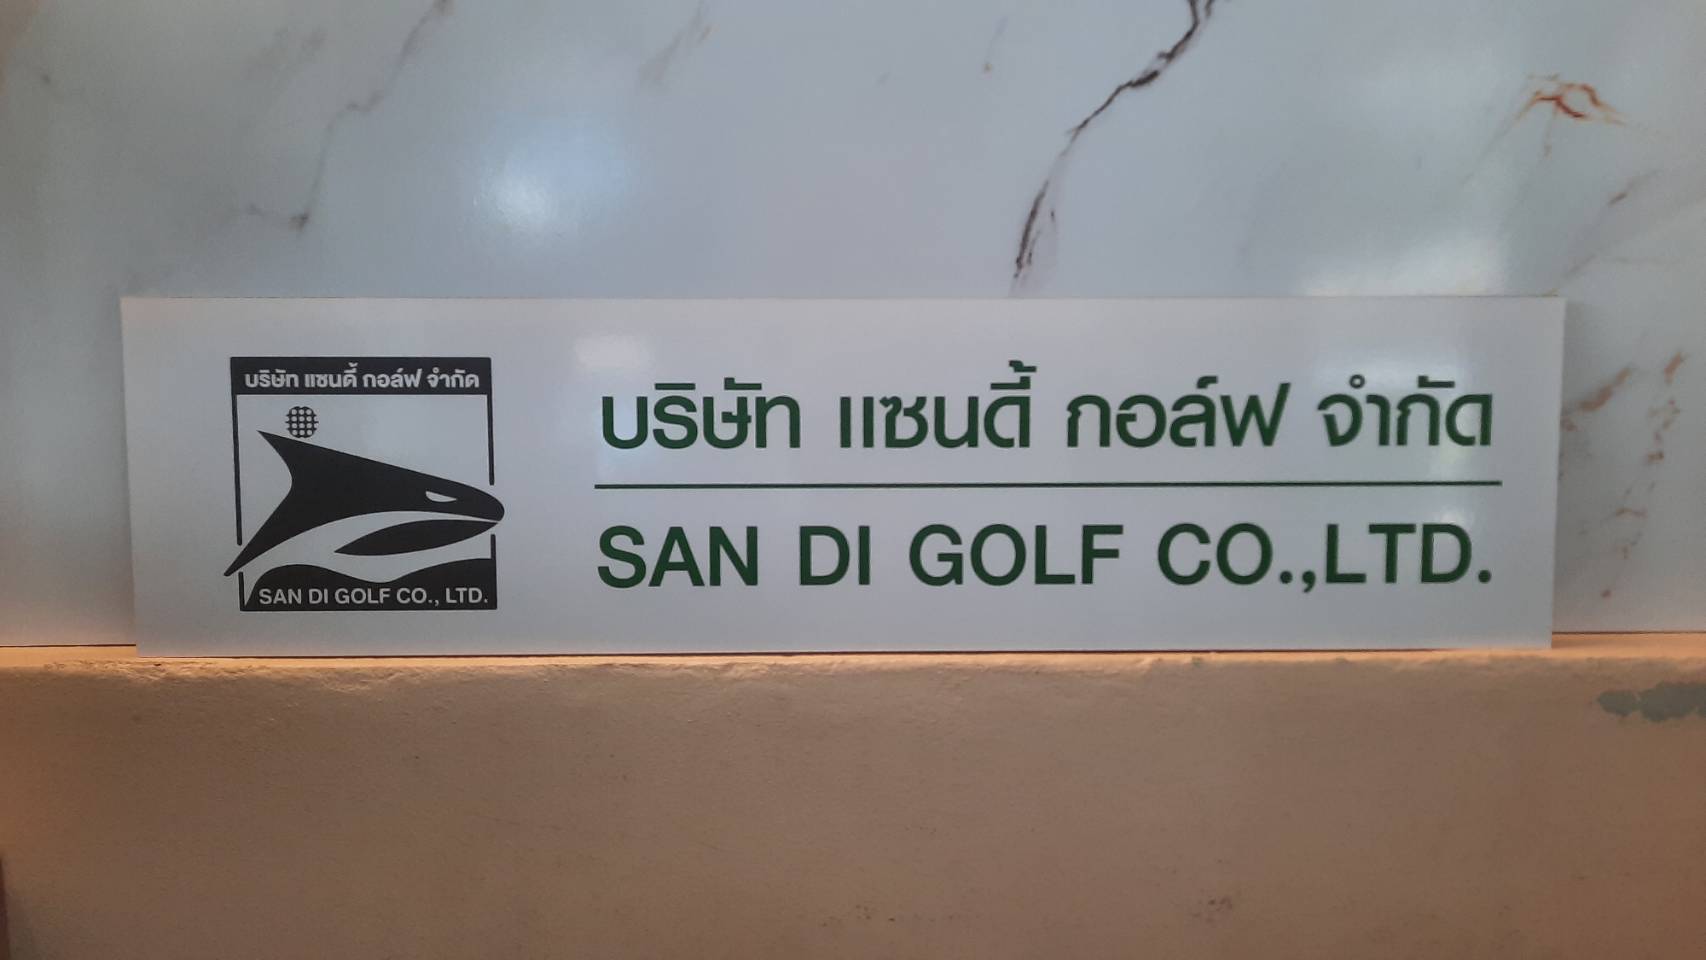 บริษัท แซนดี้ กอล์ฟ จำกัด
SAN DI GOLF CO., LTD.
บริษัท แซนดี้ กอล์ฟ จำกัด
SAN DI GOLF CO.,LTD.